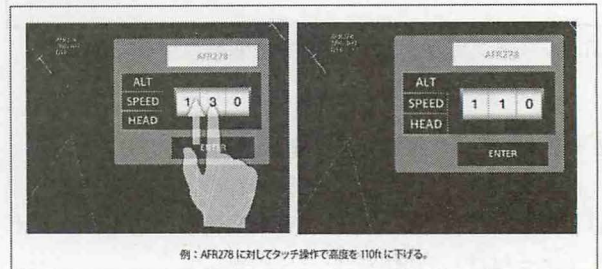 AFR278
ALT
SPEED
HEAD
1 3 0
ENTER
AFR278
ALT
SPEED
HEAD
1 1 0
ENTER
例：AFR278 に対してタッチ操作で高度を 110ft に下げる。